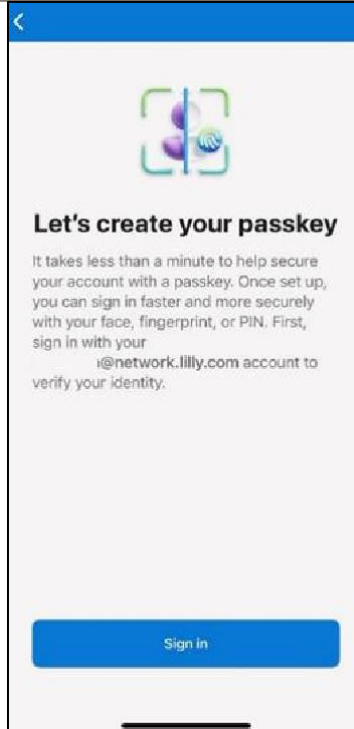 Let's create your passkey
It takes less than a minute to help secure
your account with a passkey. Once set up,
you can sign in faster and more securely
with your face, fingerprint, or PIN. First,
sign in with your
@network.lilly.com account to
verify your identity.
Sign in